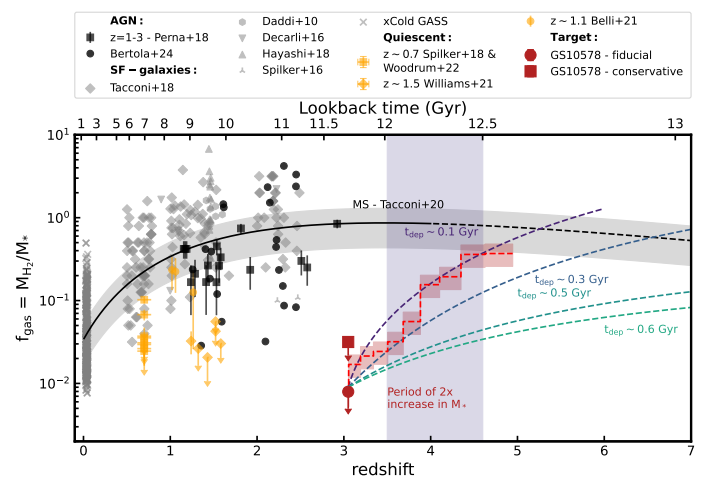 AGN:
z=1-3 - Perna+18
Bertola+24
SF-galaxies:
Tacconi+18
Daddi+10
Decarli+16
Hayashi+18
Spilker+16
xCold GASS
Quiescent:
z ~ 0.7 Spilker+18 &
Woodrum+22
z ~ 1.5 Williams+21
z ~ 1.1 Belli+21
Target:
GS10578 - fiducial
GS10578 - conservative
Lookback time (Gyr)
1 3 5 6 7 8 9 10 11 11.5 12 12.5 13
10¹
10⁰
10⁻¹
10⁻²
f_gas = M_H₂/M_*
MS - Tacconi+20
t_dep ~ 0.1 Gyr
t_dep ~ 0.3 Gyr
t_dep ~ 0.5 Gyr
t_dep ~ 0.6 Gyr
Period of 2x
increase in M_*
0 1 2 3 4 5 6 7
redshift